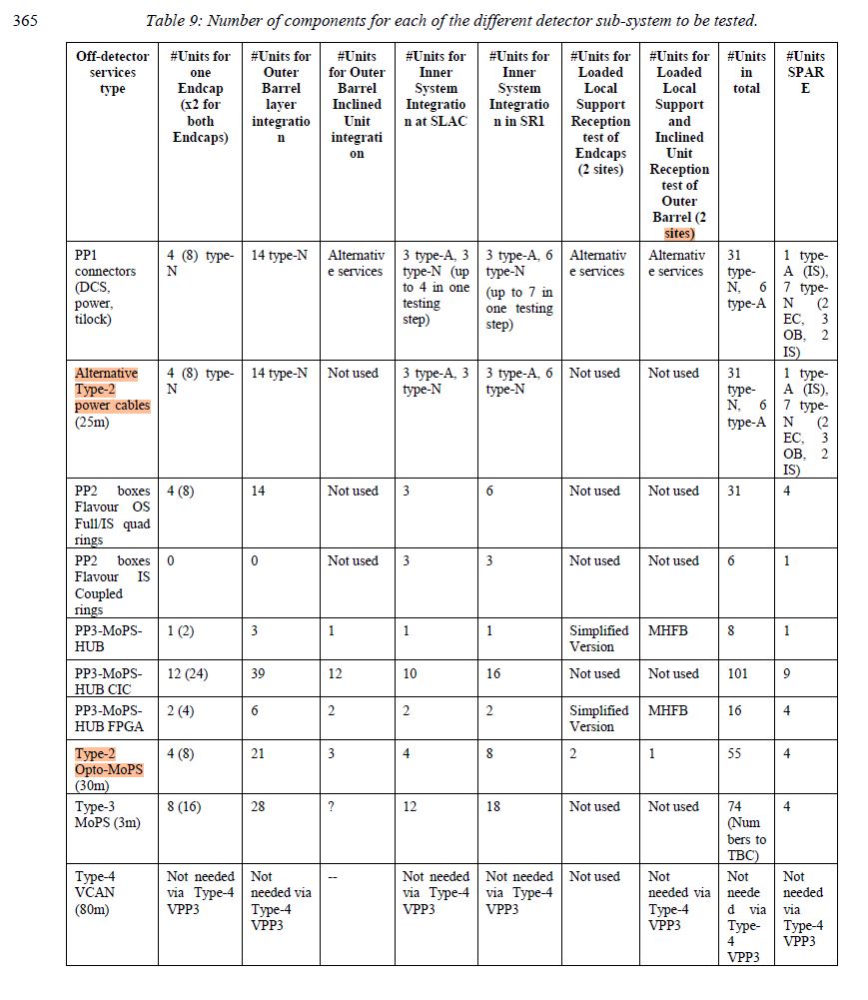 365
Table 9: Number of components for each of the different detector sub-system to be tested.
Off-detector services type | #Units for one Endcap (x2 for both Endcaps) | #Units for Outer Barrel layer integratio n | #Units for Outer Barrel Inclined Unit integrati on | #Units for Inner System Integratio n at SLAC | #Units for Inner System Integratio n in SR1 | #Units for Loaded Local Support Reception test of Endcaps (2 sites) | #Units for Loaded Local Support and Inclined Unit Reception test of Outer Barrel (2 sites) | #Units in total | #Units SPAR E
PP1 connectors (DCS, power, tilock) | 4 (8) type-N | 14 type-N | Alternativ e services | 3 type-A, 3 type-N (up to 4 in one testing step) | 3 type-A, 6 type-N (up to 7 in one testing step) | Alternativ e services | Alternativ e services | 31 type-N, 6 type-A | 1 type-A (IS), 7 type-N (2 EC, 3 OB, 2 IS)
Alternative Type-2 power cables (25m) | 4 (8) type-N | 14 type-N | Not used | 3 type-A, 3 type-N | 3 type-A, 6 type-N | Not used | Not used | 31 type-N, 6 type-A | 1 type-A (IS), 7 type-N (2 EC, 3 OB, 2 IS)
PP2 boxes Flavour OS Full/IS quad rings | 4 (8) | 14 | Not used | 3 | 6 | Not used | Not used | 31 | 4
PP2 boxes Flavour IS Coupled rings | 0 | 0 | Not used | 3 | 3 | Not used | Not used | 6 | 1
PP3-MoPS-HUB | 1 (2) | 3 | 1 | 1 | 1 | Simplified Version | MHFB | 8 | 1
PP3-MoPS-HUB CIC | 12 (24) | 39 | 12 | 10 | 16 | Not used | Not used | 101 | 9
PP3-MoPS-HUB FPGA | 2 (4) | 6 | 2 | 2 | 2 | Simplified Version | MHFB | 16 | 4
Type-2 Opto-MoPS (30m) | 4 (8) | 21 | 3 | 4 | 8 | 2 | 1 | 55 | 4
Type-3 MoPS (3m) | 8 (16) | 28 | ? | 12 | 18 | Not used | Not used | 74 (Num bers to TBC) | 4
Type-4 VCAN (80m) | Not needed via Type-4 VPP3 | Not needed via Type-4 VPP3 | -- | Not needed via Type-4 VPP3 | Not needed via Type-4 VPP3 | Not used | Not needed via Type-4 VPP3 | Not neede d via Type-4 VPP3 | Not needed via Type-4 VPP3